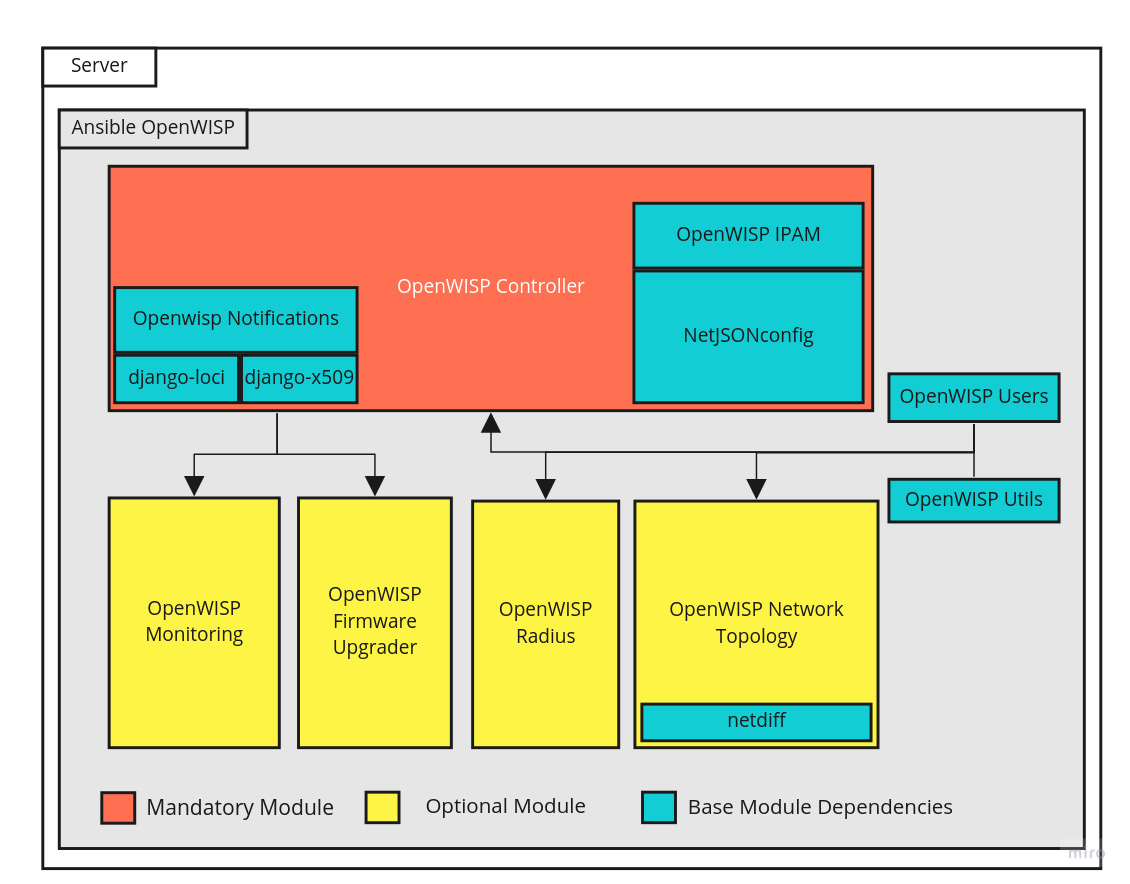 Server
Ansible OpenWISP
OpenWISP Controller
OpenWISP IPAM
NetJSONconfig
Openwisp Notifications
django-loci
django-x509
OpenWISP Users
OpenWISP Utils
OpenWISP
Monitoring
OpenWISP
Firmware
Upgrader
OpenWISP
Radius
OpenWISP Network
Topology
netdiff
Mandatory Module
Optional Module
Base Module Dependencies
miro